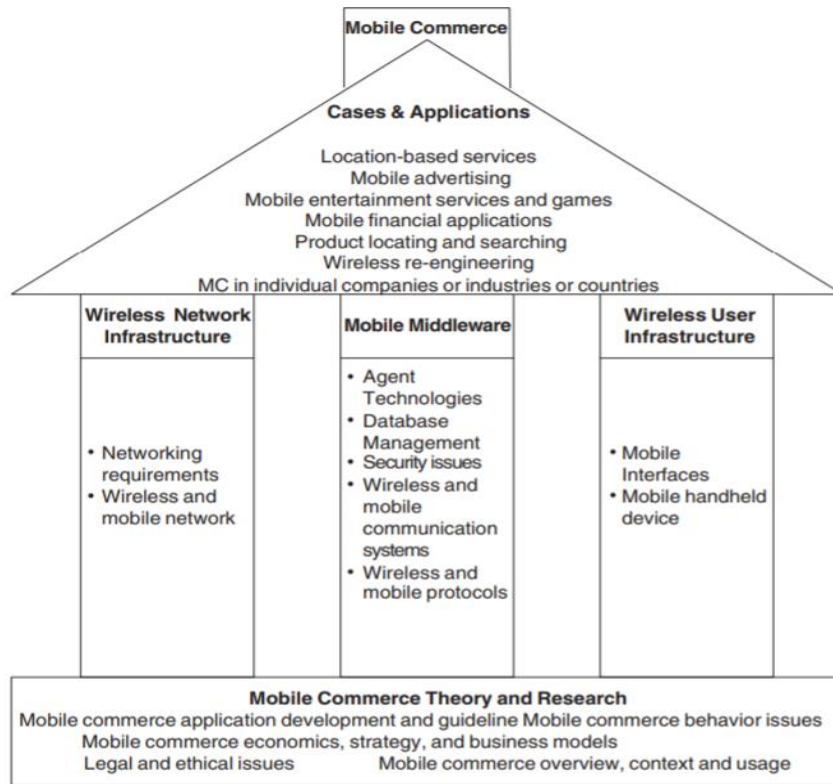 Mobile Commerce
Cases & Applications
Location-based services
Mobile advertising
Mobile entertainment services and games
Mobile financial applications
Product locating and searching
Wireless re-engineering
MC in individual companies or industries or countries
Wireless Network
Infrastructure
• Networking
requirements
• Wireless and
mobile network
Mobile Middleware
• Agent
Technologies
• Database
Management
• Security issues
• Wireless and
mobile
communication
systems
• Wireless and
mobile protocols
Wireless User
Infrastructure
• Mobile
Interfaces
• Mobile handheld
device
Mobile Commerce Theory and Research
Mobile commerce application development and guideline Mobile commerce behavior issues
Mobile commerce economics, strategy, and business models
Legal and ethical issues Mobile commerce overview, context and usage